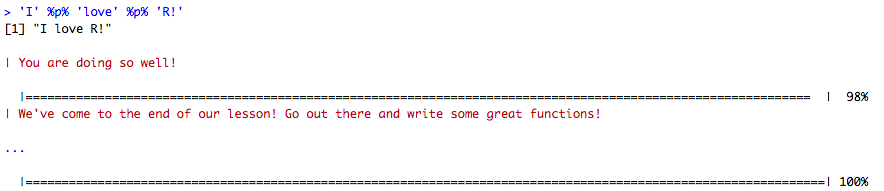 > 'I' %p% 'love' %p% 'R!'
[1] "I love R!"
| You are doing so well!
|=============================================================================================================  |  98%
| We've come to the end of our lesson! Go out there and write some great functions!
...
|===============================================================================================================| 100%